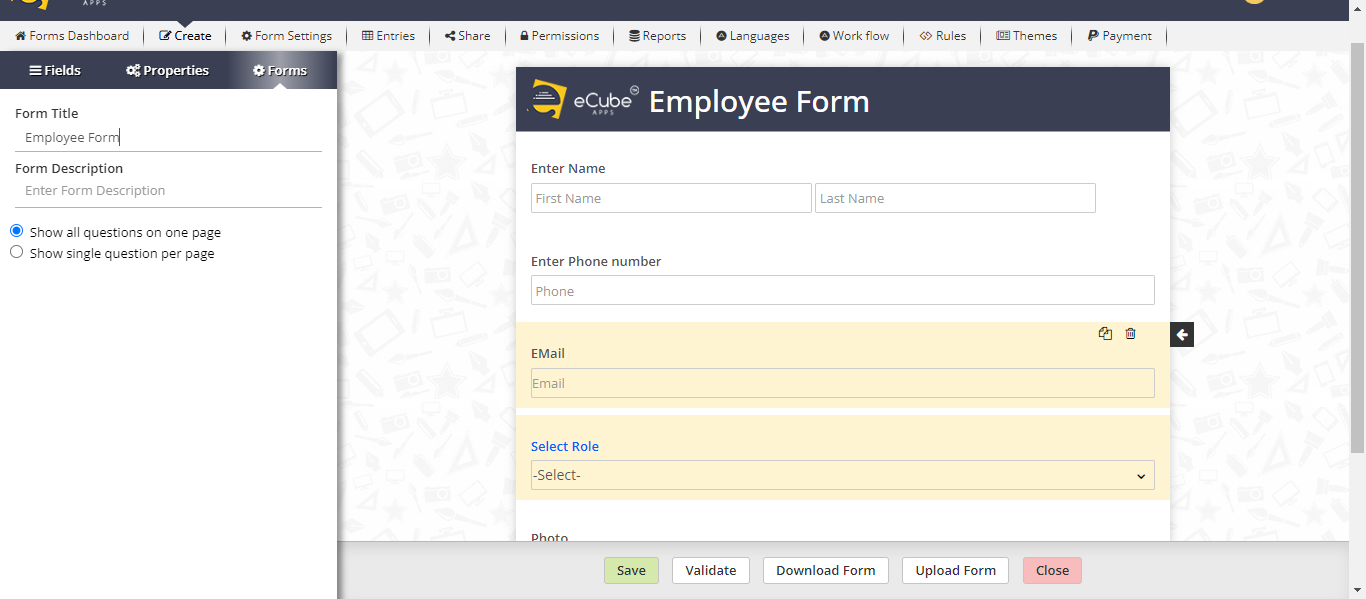 APPS
Forms Dashboard Create Form Settings Entries Share Permissions Reports Languages Work flow Rules Themes Payment
Fields Properties Forms
Form Title
Employee Form
Form Description
Enter Form Description
Show all questions on one page
Show single question per page
eCube™ APPS Employee Form
Enter Name
First Name Last Name
Enter Phone number
Phone
EMail
Email
Select Role
-Select-
Photo
Save Validate Download Form Upload Form Close